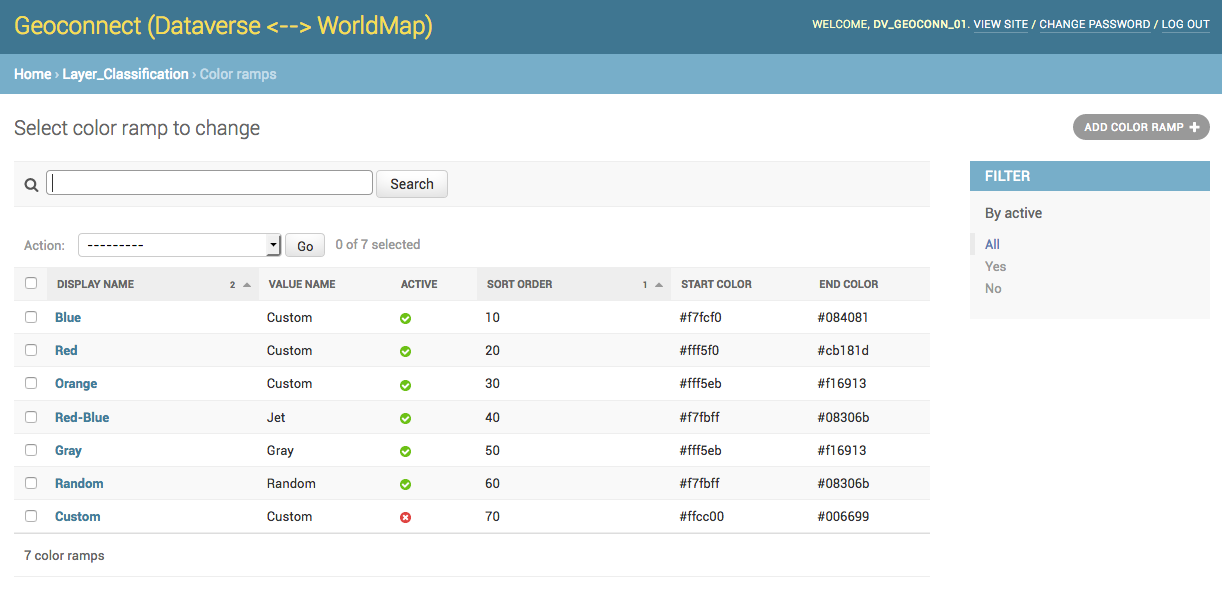 Geoconnect (Dataverse <--> WorldMap)
WELCOME, DV_GEOCONN_01. VIEW SITE / CHANGE PASSWORD / LOG OUT
Home › Layer_Classification › Color ramps
Select color ramp to change
ADD COLOR RAMP +
Search
Action: --------- Go 0 of 7 selected
DISPLAY NAME 2 VALUE NAME ACTIVE SORT ORDER 1 START COLOR END COLOR
Blue Custom 10 #f7fcf0 #084081
Red Custom 20 #fff5f0 #cb181d
Orange Custom 30 #fff5eb #f16913
Red-Blue Jet 40 #f7fbff #08306b
Gray Gray 50 #fff5eb #f16913
Random Random 60 #f7fbff #08306b
Custom Custom 70 #ffcc00 #006699
7 color ramps
FILTER
By active
All
Yes
No